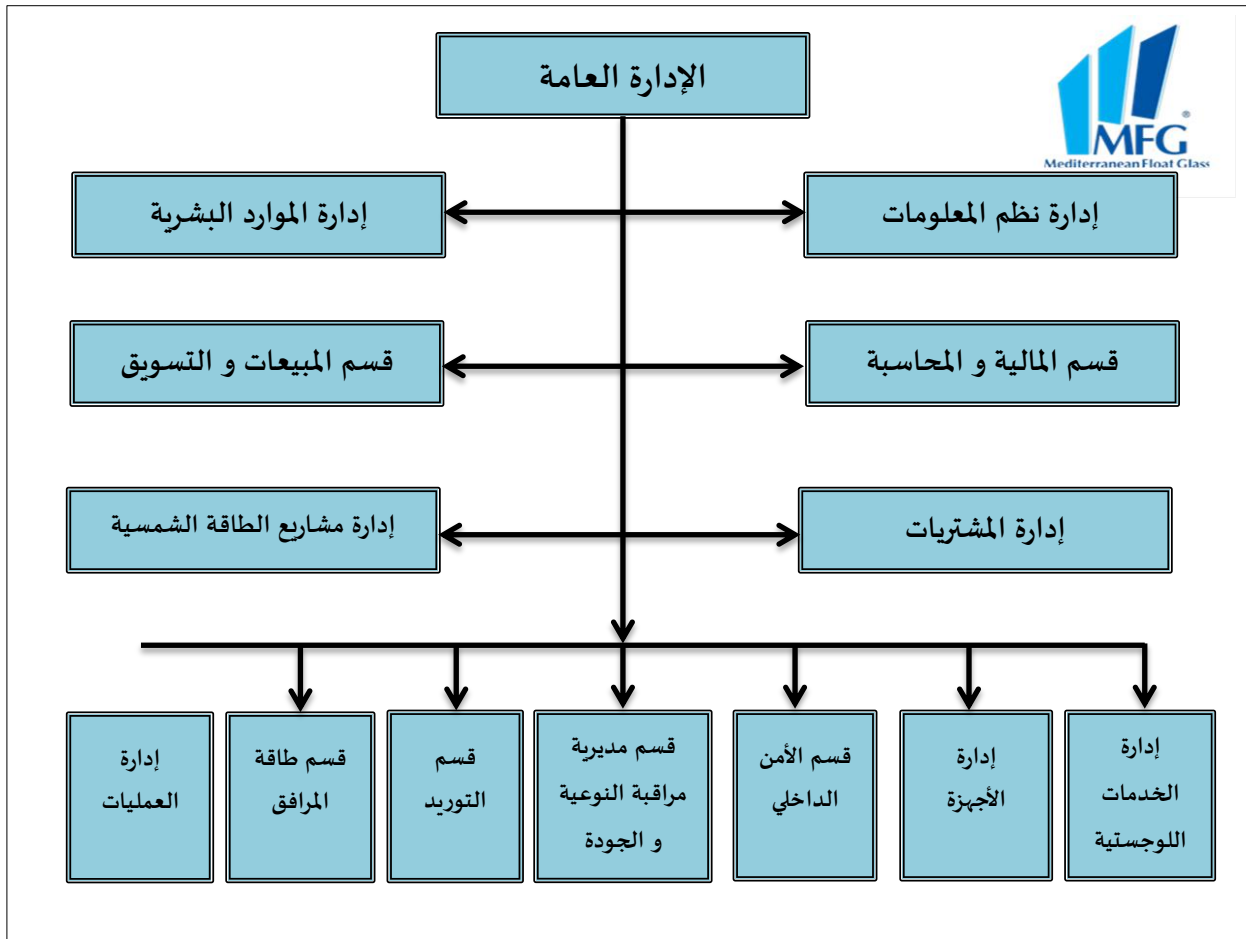 الإدارة العامة
®
MFG
Mediterranean Float Glass
إدارة نظم المعلومات
إدارة الموارد البشرية
قسم المالية و المحاسبة
قسم المبيعات و التسويق
إدارة المشتريات
إدارة مشاريع الطاقة الشمسية
إدارة
الخدمات
اللوجستية
إدارة
الأجهزة
قسم الأمن
الداخلي
قسم مديرية
مراقبة النوعية
و الجودة
قسم
التوريد
قسم طاقة
المرافق
إدارة
العمليات